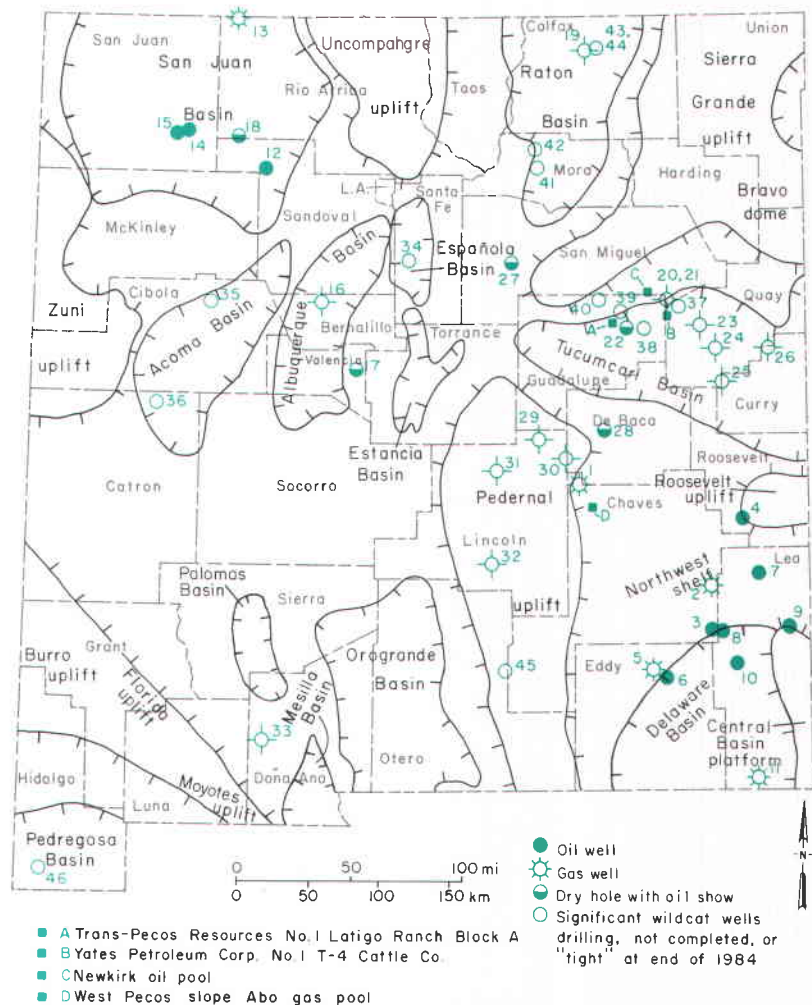 San Juan
13
San Juan
Basin
Uncompahgre
uplift
Rio Arriba
Taos
Colfax
19
43.
44
Raton
Basin
Union
Sierra
Grande
uplift
15
14
18
12
42
41
Mora
Harding
Bravo
dome
L.A.
Santa
Fe
McKinley
Sandoval
34
Española
Basin
27
San Miguel
C
20,21
Quay
Zuni
uplift
Cibola
35
Acoma Basin
Albuquerque
Basin
16
Bernalillo
Valencia
17
Torrance
40
39
37
A
22
38
B
23
24
25
26
Tucumcari
Basin
Guadalupe
Curry
36
Estancia
Basin
29
De Baca
28
Roosevelt
Roosevelt
uplift
Catron
Socorro
31
30
1
Pedernal
uplift
Chaves
D
4
Lincoln
32
Northwest
shelf
2
Lea
7
Palomas
Basin
Sierra
3
8
9
Grant
Burro
uplift
Florida
uplift
Mesilla
Basin
Orogrande
Basin
45
Eddy
5
6
10
Delaware
Basin
Central
Basin
platform
11
33
Otero
Hidalgo
Luna
Moyotes
uplift
Dona Ana
Pedregosa
Basin
46
0 50 100 mi
0 50 100 150 km
-N-
Oil well
Gas well
Dry hole with oil show
Significant wildcat wells
drilling, not completed, or
"tight" at end of 1984
A Trans-Pecos Resources No. 1 Latigo Ranch Block A
B Yates Petroleum Corp. No. 1 T-4 Cattle Co.
C Newkirk oil pool
D West Pecos slope Abo gas pool